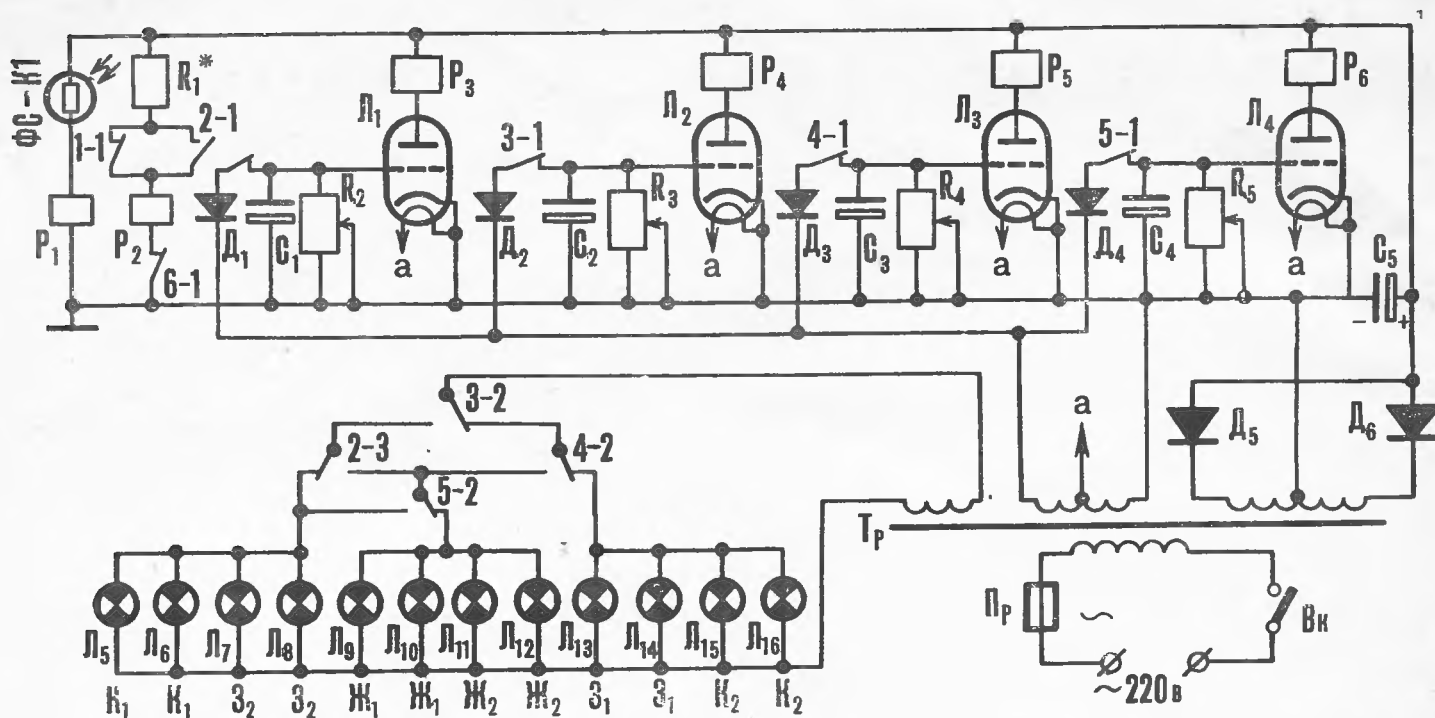 ФС-К1
R₁*
1-1
2-1
P₁
P₂
6-1
Д₁
C₁
R₂
Л₁
P₃
a
3-1
Д₂
C₂
R₃
Л₂
P₄
a
4-1
Д₃
C₃
R₄
Л₃
P₅
a
5-1
Д₄
C₄
R₅
Л₄
P₆
a
C₅
- +
3-2
2-3
4-2
5-2
a
Д₅
Д₆
Тр
Пр
~
Вк
~220в
Л₅ Л₆ Л₇ Л₈ Л₉ Л₁₀ Л₁₁ Л₁₂ Л₁₃ Л₁₄ Л₁₅ Л₁₆
К₁ К₁ З₂ З₂ Ж₁ Ж₁ Ж₂ Ж₂ З₁ З₁ К₂ К₂